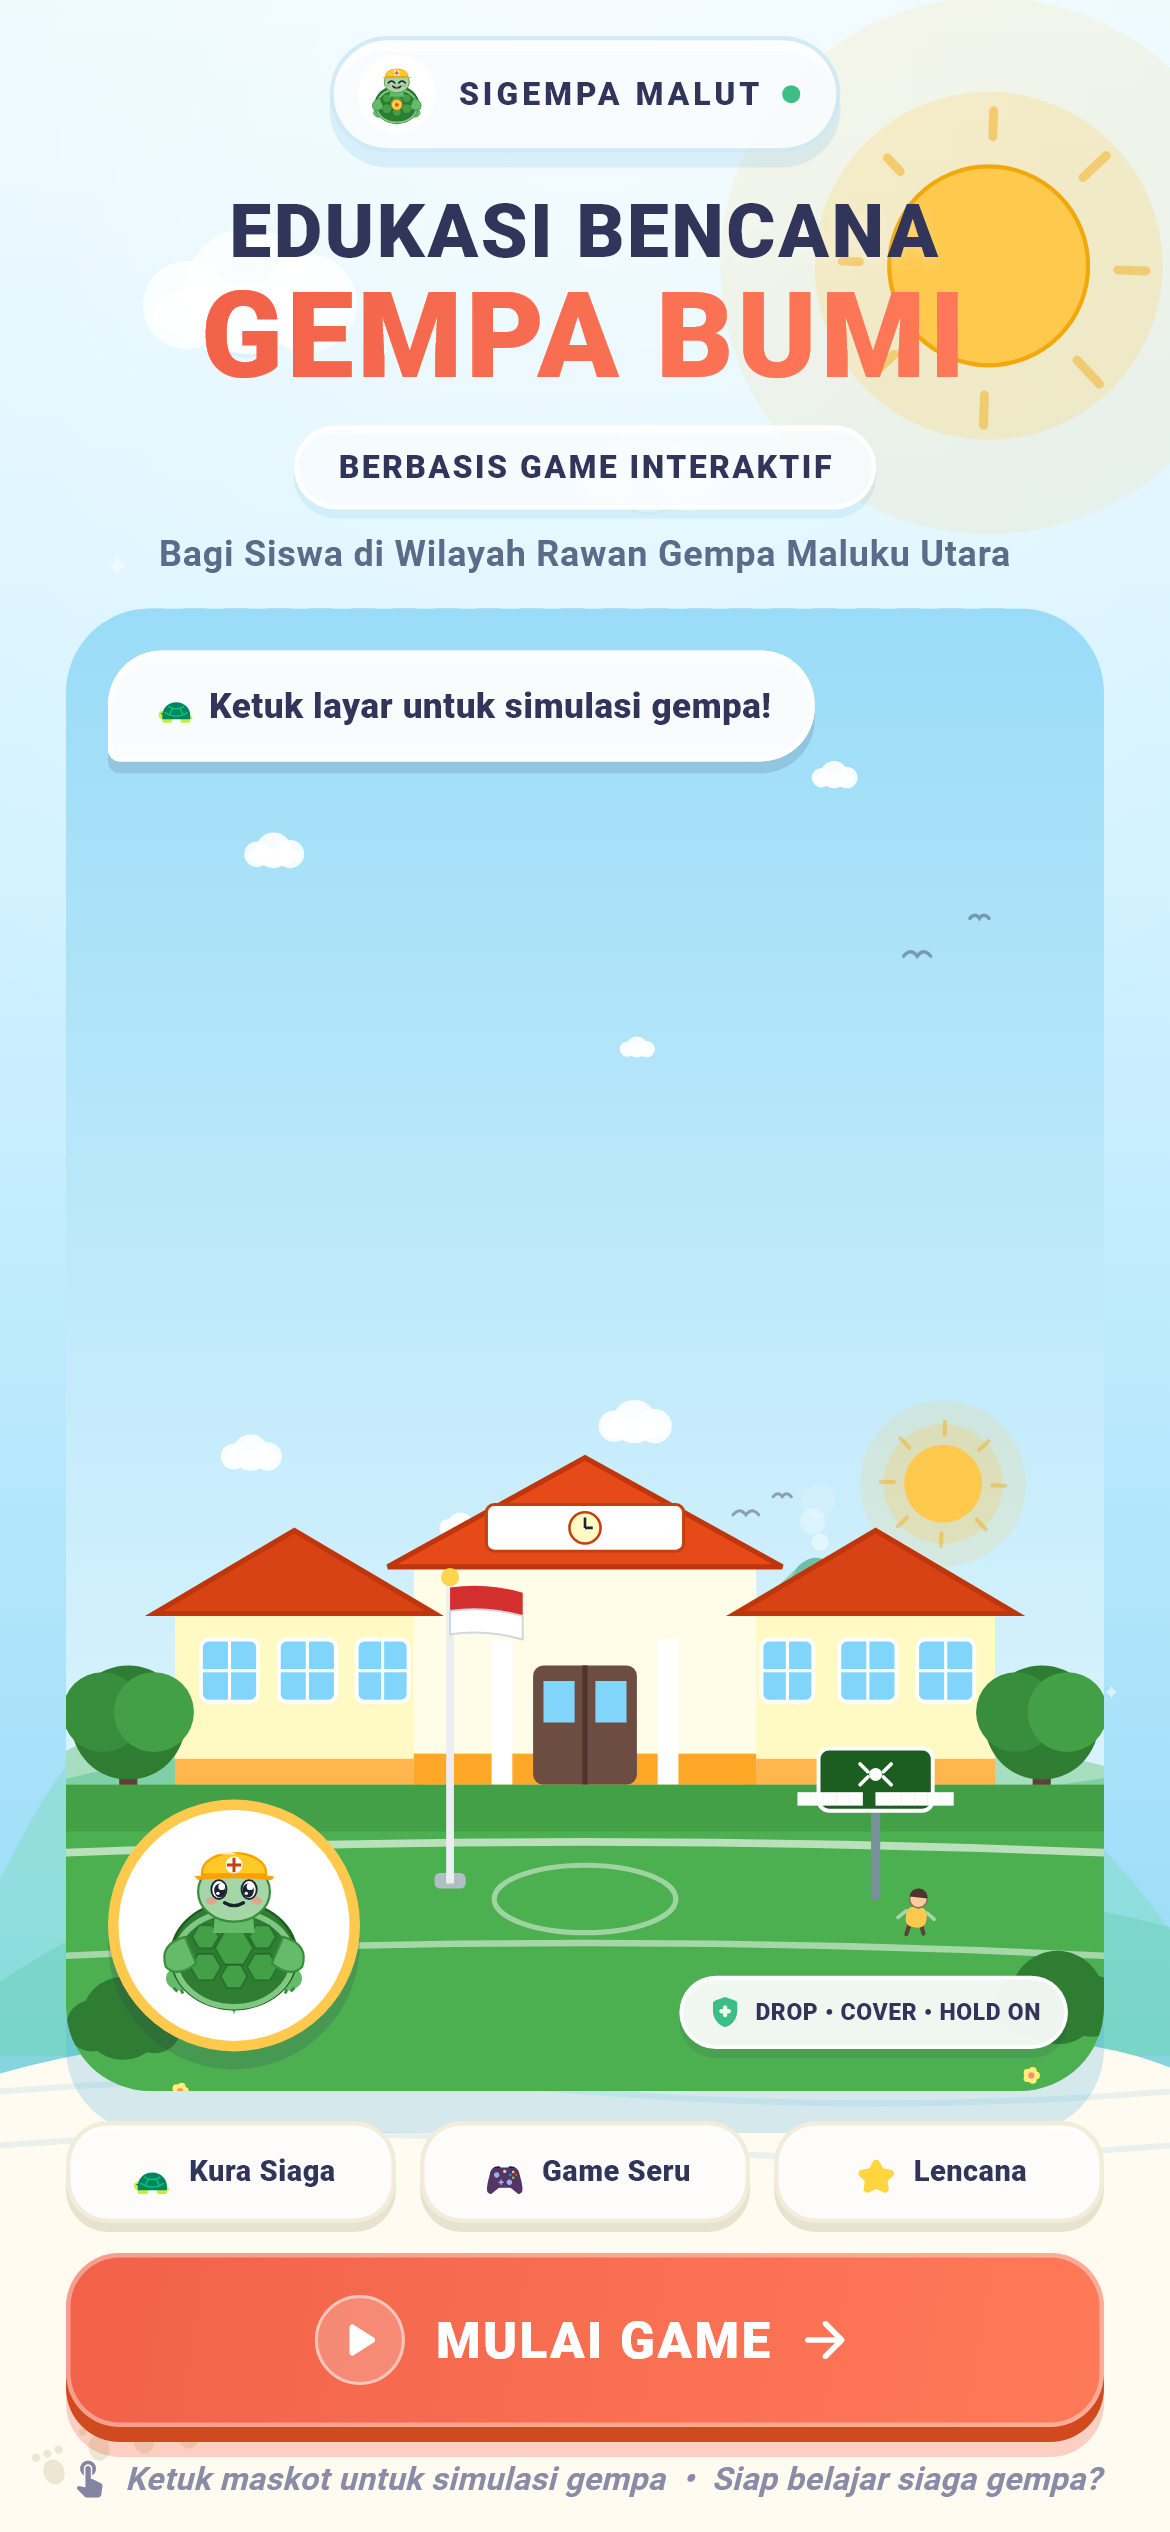 SIGEMPA MALUT
EDUKASI BENCANA
GEMPA BUMI
BERBASIS GAME INTERAKTIF
Bagi Siswa di Wilayah Rawan Gempa Maluku Utara
Ketuk layar untuk simulasi gempa!
DROP • COVER • HOLD ON
Kura Siaga
Game Seru
Lencana
MULAI GAME
Ketuk maskot untuk simulasi gempa • Siap belajar siaga gempa?